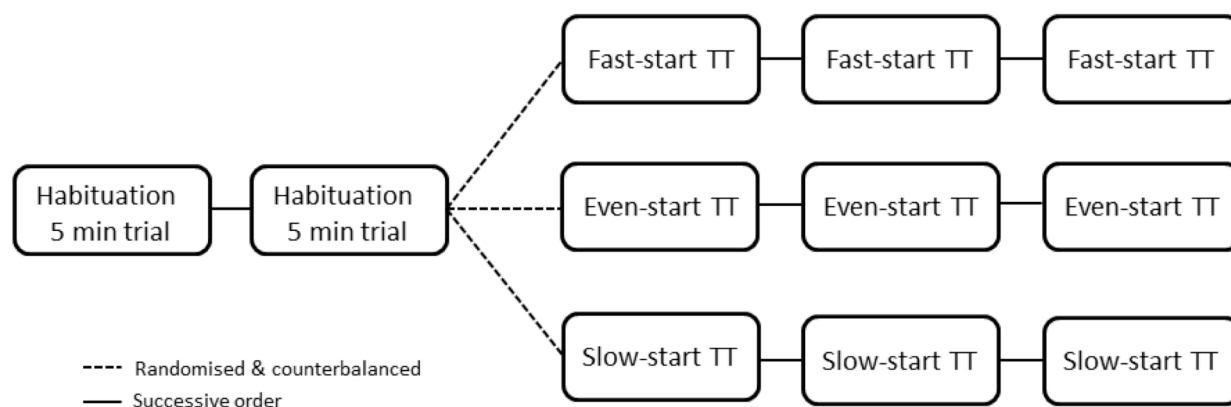 Fast-start TT
Fast-start TT
Fast-start TT
Habituation
5 min trial
Habituation
5 min trial
Even-start TT
Even-start TT
Even-start TT
Slow-start TT
Slow-start TT
Slow-start TT
Randomised & counterbalanced
Successive order